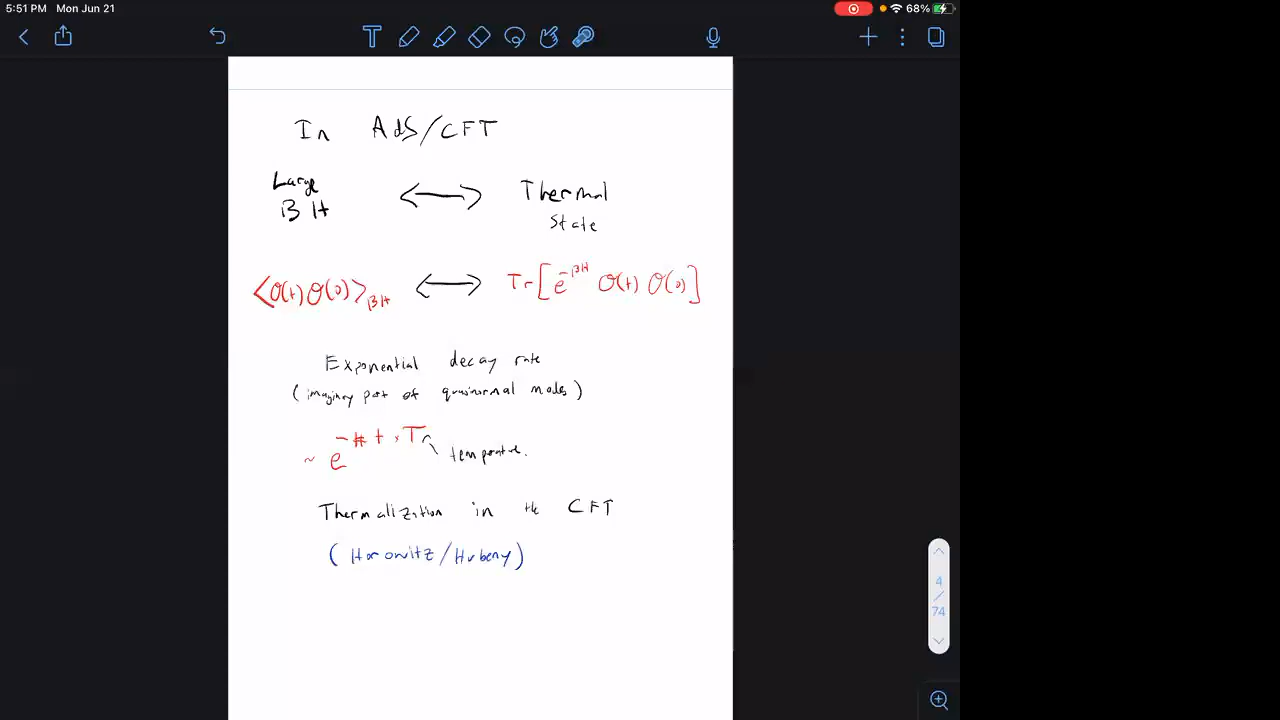 5:51 PM Mon Jun 21
68%
In AdS/CFT
Large BH ⟷ Thermal State
⟨O(t) O(0)⟩_BH ⟷ Tr[e^{-βH} O(t) O(0)]
Exponential decay rate
(imaginary part of quasinormal modes)
~ e^{-# t · T} temperature.
Thermalization in the CFT
(Horowitz/Hubeny)
4
/
74